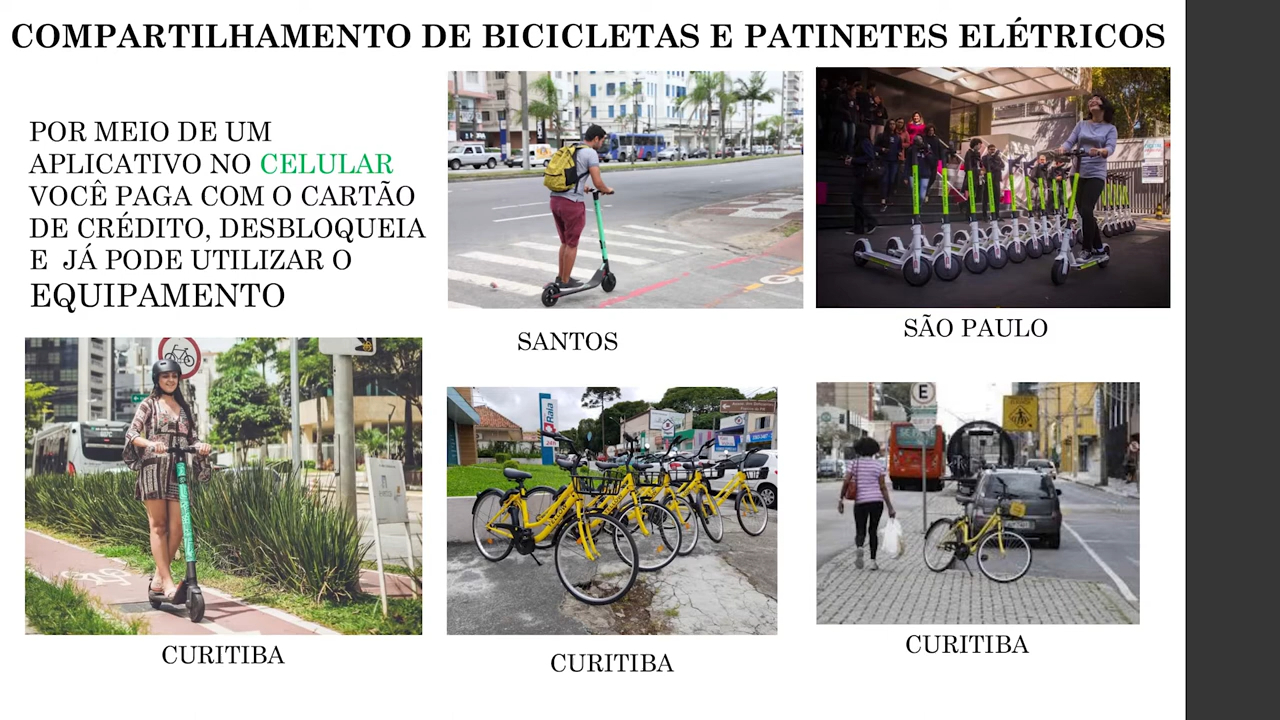 COMPARTILHAMENTO DE BICICLETAS E PATINETES ELÉTRICOS
POR MEIO DE UM
APLICATIVO NO CELULAR
VOCÊ PAGA COM O CARTÃO
DE CRÉDITO, DESBLOQUEIA
E JÁ PODE UTILIZAR O
EQUIPAMENTO
SANTOS
SÃO PAULO
CURITIBA
Raia
E
CURITIBA
CURITIBA